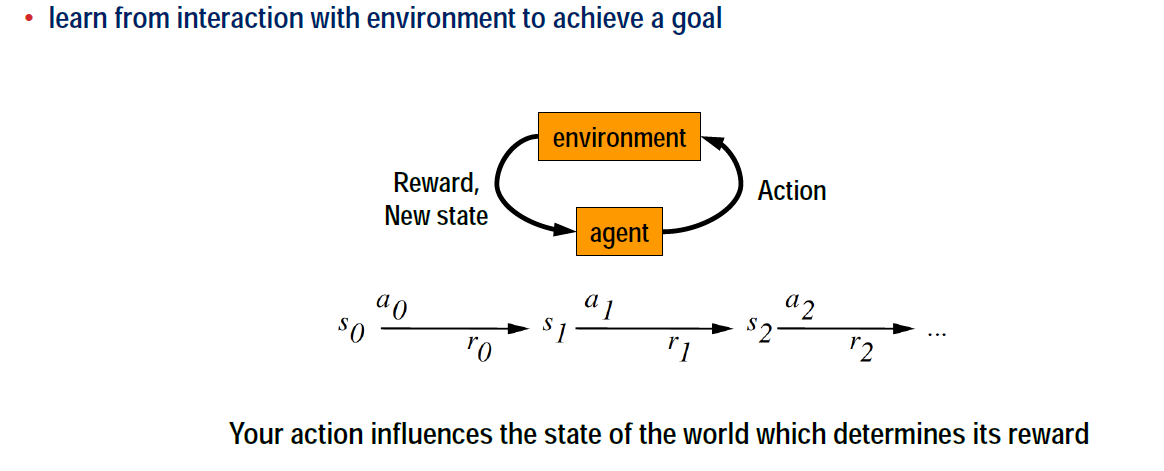 • learn from interaction with environment to achieve a goal
environment
Reward,
New state
Action
agent
s0 a0 r0 s1 a1 r1 s2 a2 r2 ...
Your action influences the state of the world which determines its reward